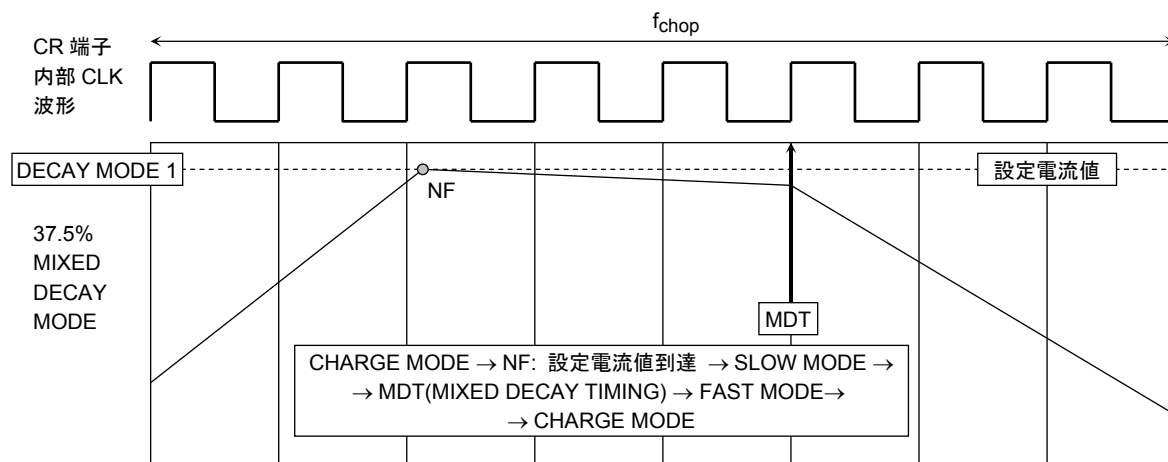 fchop
CR 端子
内部 CLK
波形
DECAY MODE 1
設定電流値
NF
37.5%
MIXED
DECAY
MODE
MDT
CHARGE MODE → NF: 設定電流値到達 → SLOW MODE →
→ MDT(MIXED DECAY TIMING) → FAST MODE→
→ CHARGE MODE